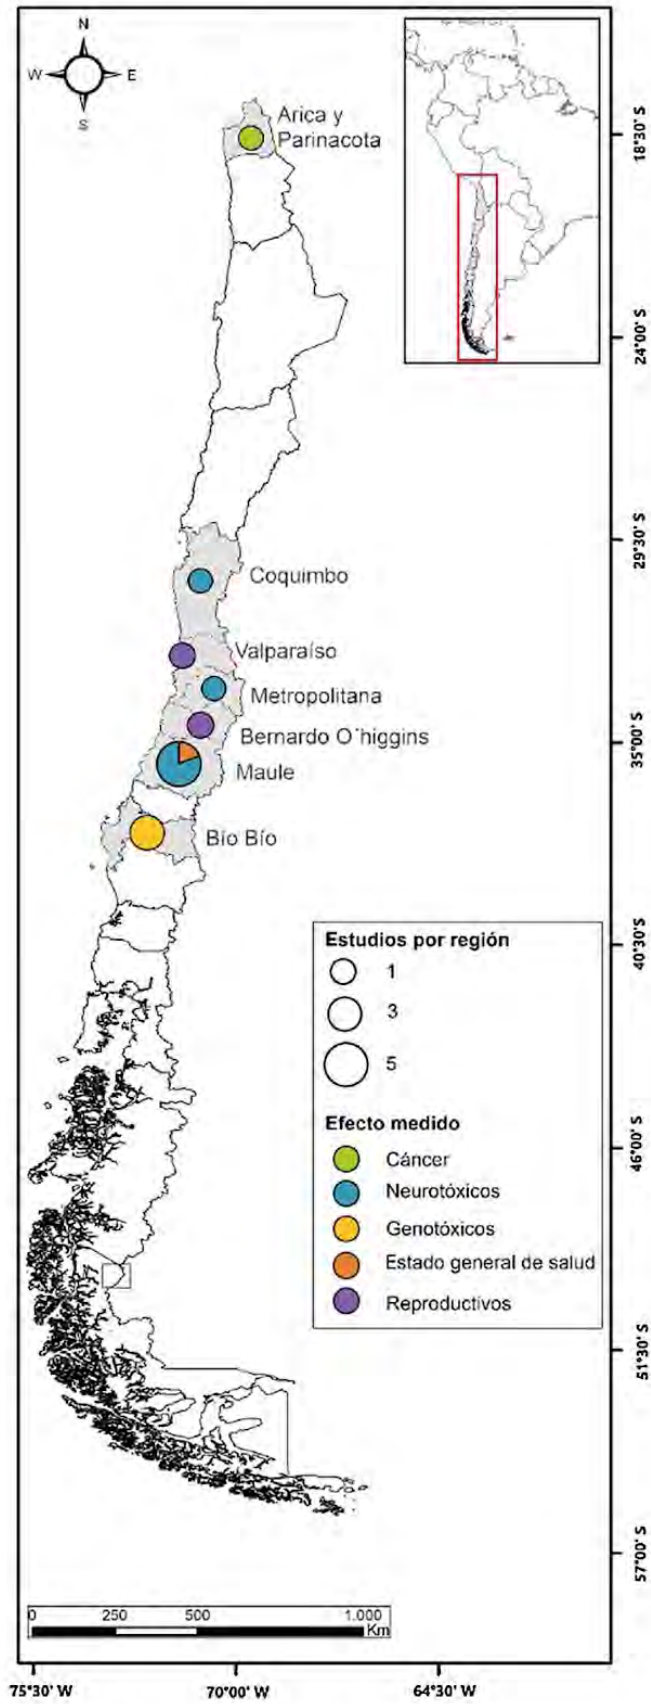 N
W E
S
Arica y
Parinacota
Coquimbo
Valparaíso
Metropolitana
Bernardo O´higgins
Maule
Bío Bío
Estudios por región
1
3
5
Efecto medido
Cáncer
Neurotóxicos
Genotóxicos
Estado general de salud
Reproductivos
18°30' S
24°00' S
29°30' S
35°00' S
40°30' S
46°00' S
51°30' S
57°00' S
0 250 500 1.000
Km
75°30' W 70°00' W 64°30' W